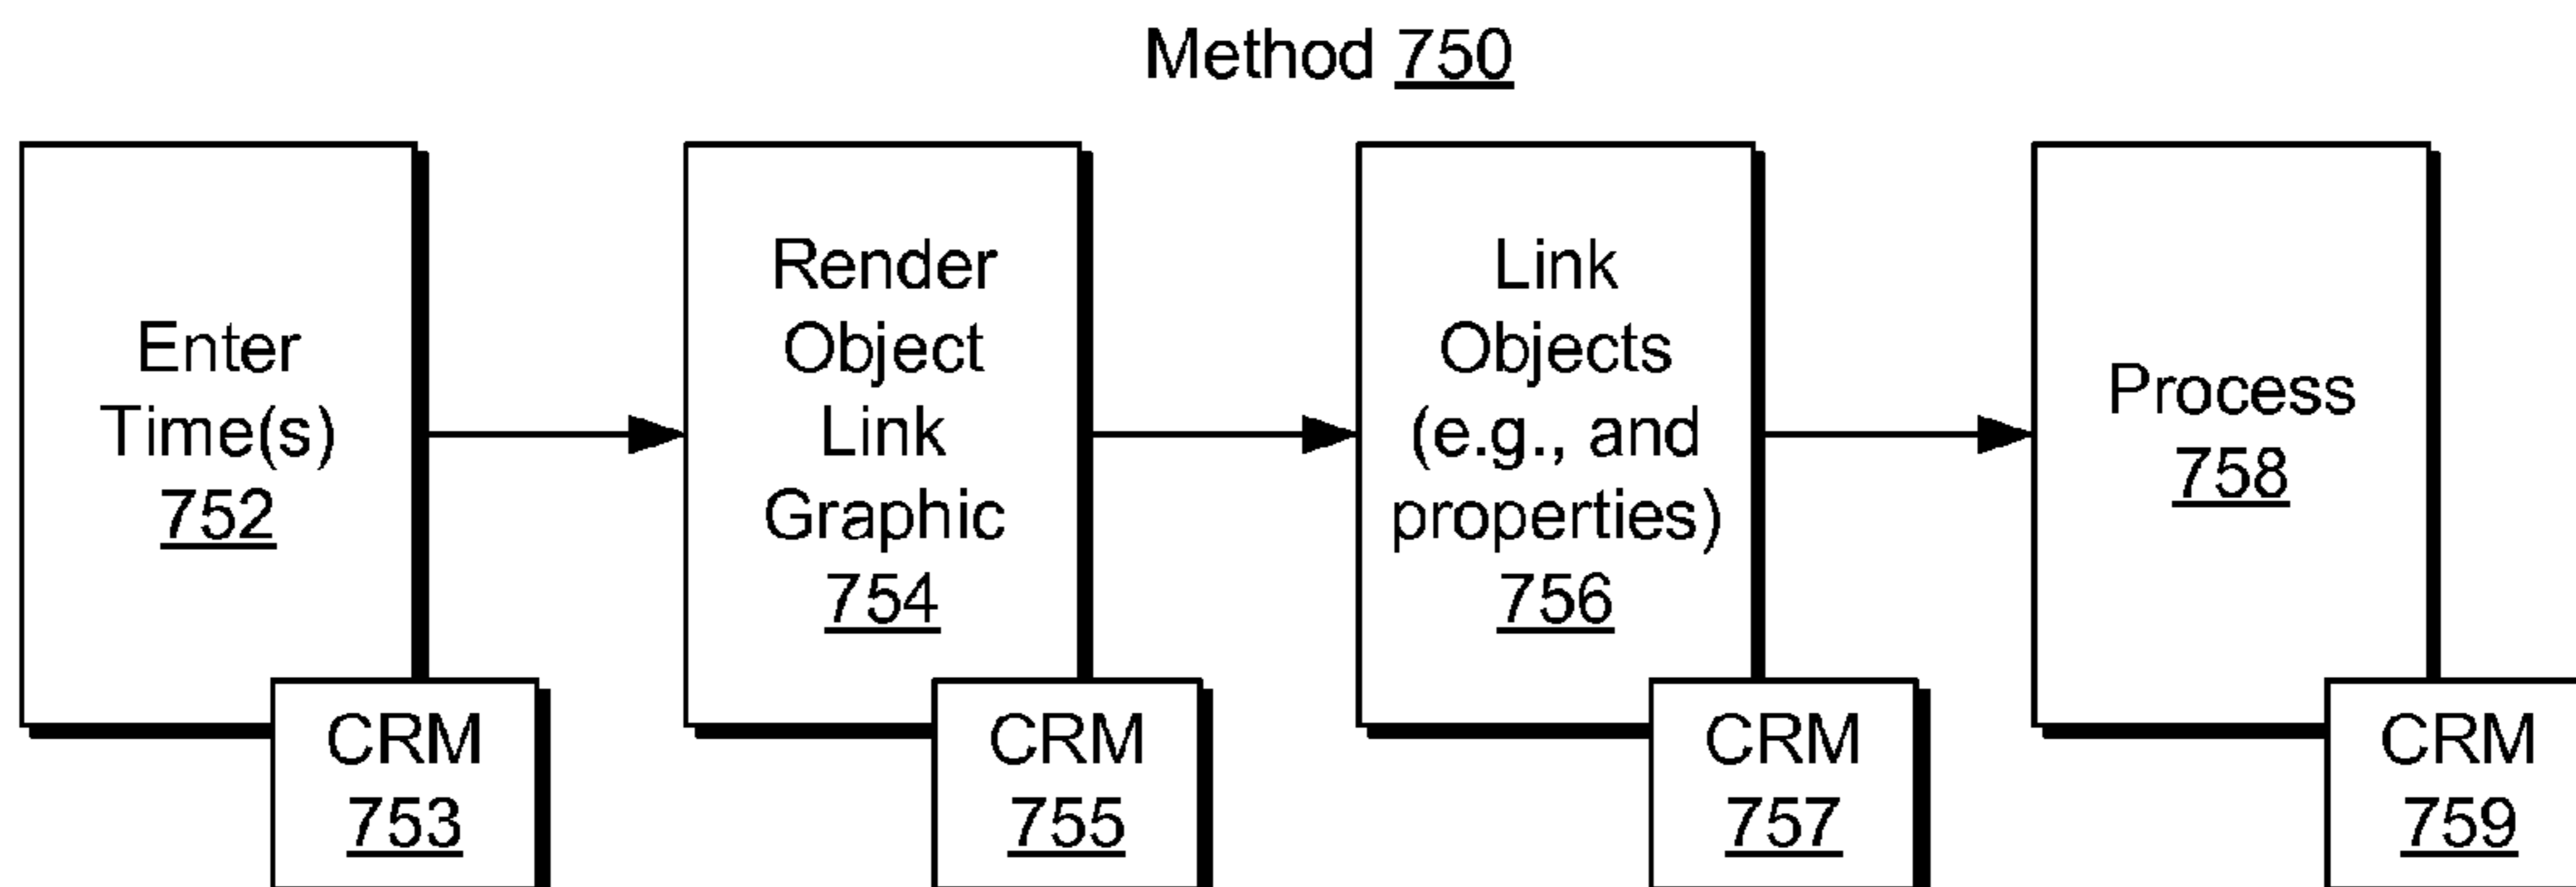 Method 750
Enter
Time(s)
752
CRM
753
Render
Object
Link
Graphic
754
CRM
755
Link
Objects
(e.g., and
properties)
756
CRM
757
Process
758
CRM
759